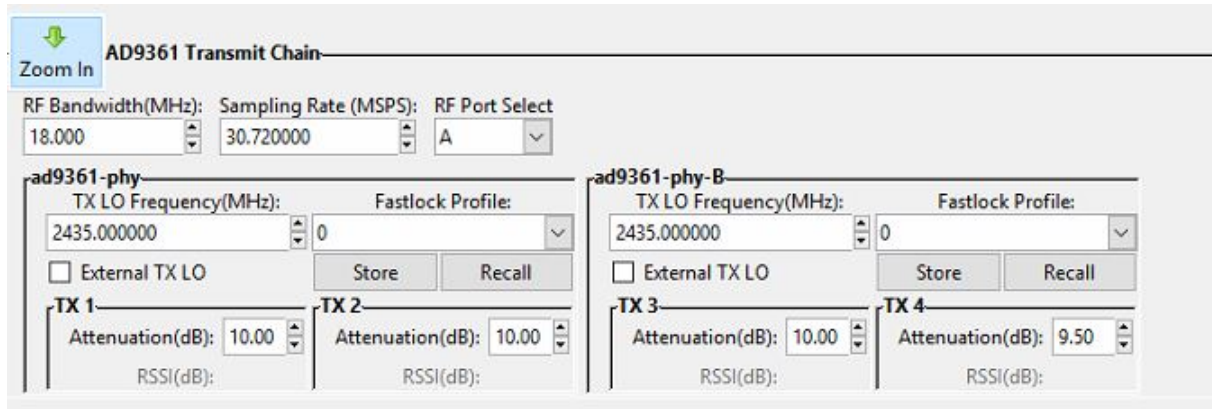 Zoom In
AD9361 Transmit Chain
RF Bandwidth(MHz): Sampling Rate (MSPS): RF Port Select
18.000 30.720000 A
ad9361-phy ad9361-phy-B
TX LO Frequency(MHz): Fastlock Profile: TX LO Frequency(MHz): Fastlock Profile:
2435.000000 0 2435.000000 0
External TX LO Store Recall External TX LO Store Recall
TX 1 TX 2 TX 3 TX 4
Attenuation(dB): 10.00 Attenuation(dB): 10.00 Attenuation(dB): 10.00 Attenuation(dB): 9.50
RSSI(dB): RSSI(dB): RSSI(dB): RSSI(dB):